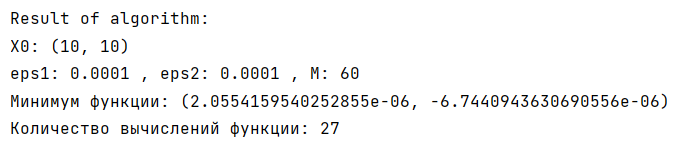 Result of algorithm:
X0: (10, 10)
eps1: 0.0001 , eps2: 0.0001 , M: 60
Минимум функции: (2.0554159540252855e-06, -6.7440943630690556e-06)
Количество вычислений функции: 27